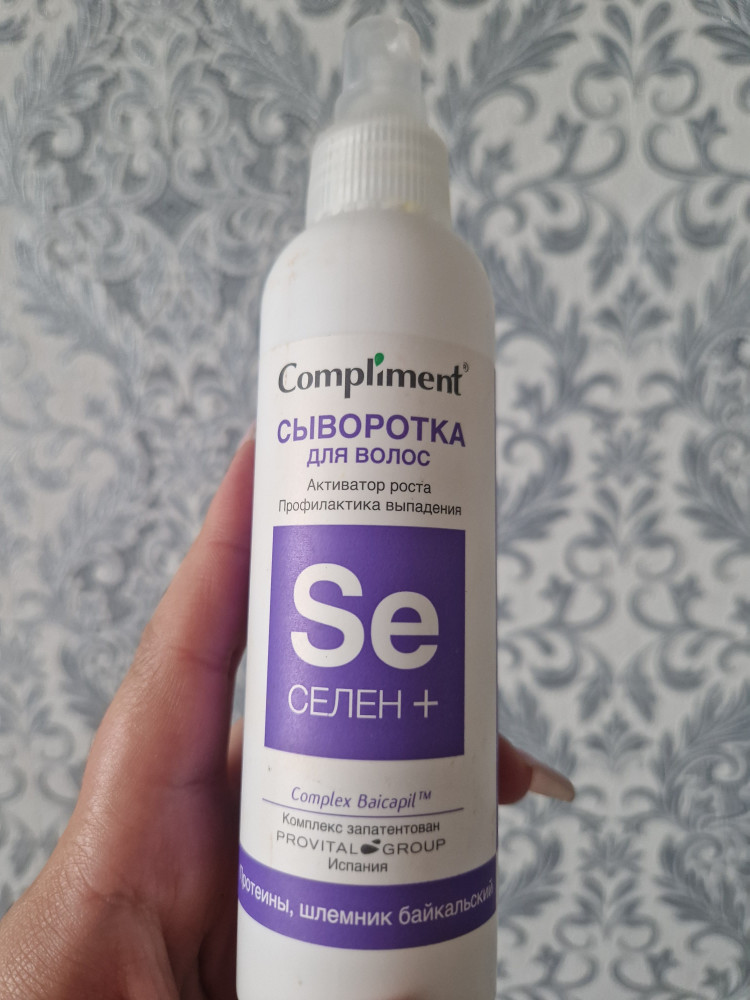 Compliment®
СЫВОРОТКА
ДЛЯ ВОЛОС
Активатор роста
Профилактика выпадения
Se
СЕЛЕН +
Complex Baicapil™
Комплекс запатентован
PROVITAL GROUP
Испания
Протеины, шлемник байкальский